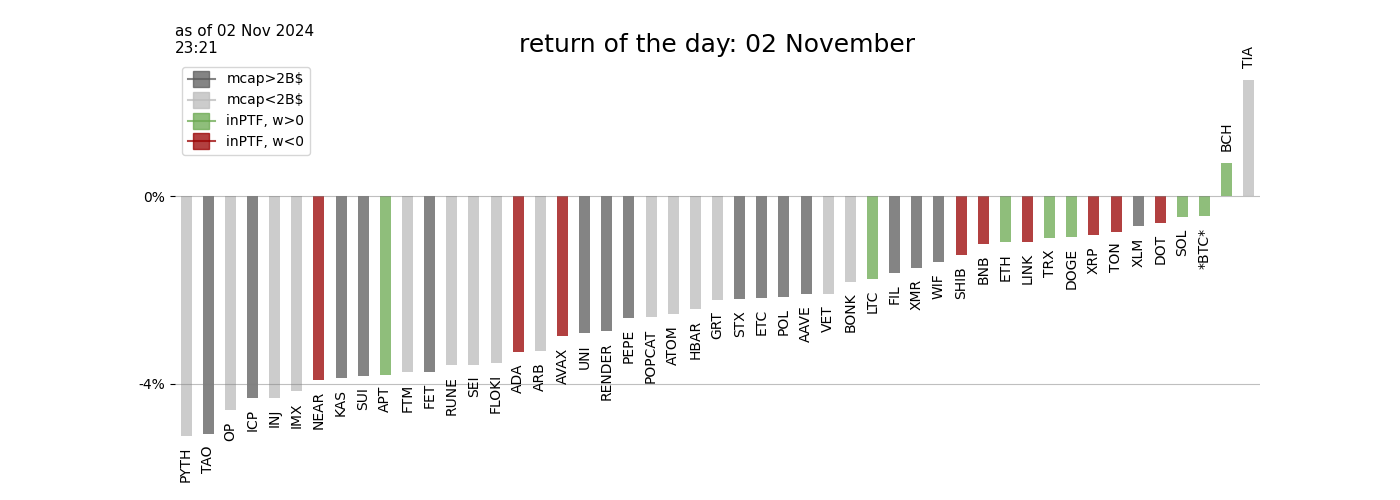 as of 02 Nov 2024
23:21
return of the day: 02 November
mcap>2B$
mcap<2B$
inPTF, w>0
inPTF, w<0
0%
-4%
PYTH
TAO
OP
ICP
INJ
IMX
NEAR
KAS
SUI
APT
FTM
FET
RUNE
SEI
FLOKI
ADA
ARB
AVAX
UNI
RENDER
PEPE
POPCAT
ATOM
HBAR
GRT
STX
ETC
POL
AAVE
VET
BONK
LTC
FIL
XMR
WIF
SHIB
BNB
ETH
LINK
TRX
DOGE
XRP
TON
XLM
DOT
SOL
*BTC*
BCH
TIA